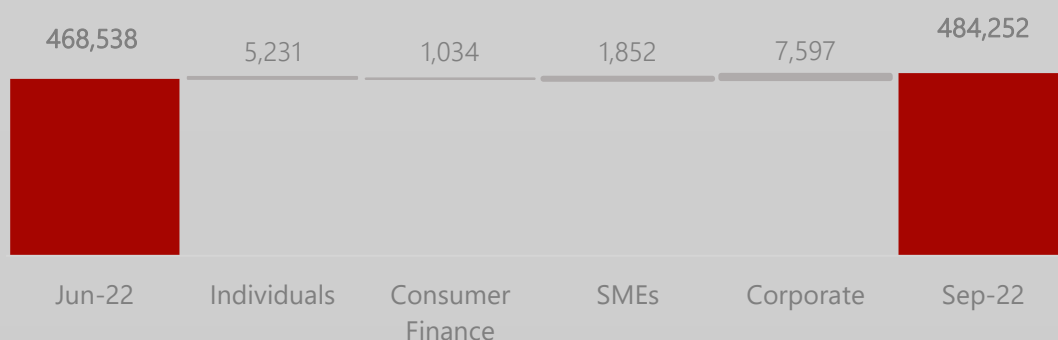 468,538
5,231
1,034
1,852
7,597
484,252
Jun-22
Individuals
Consumer
Finance
SMEs
Corporate
Sep-22